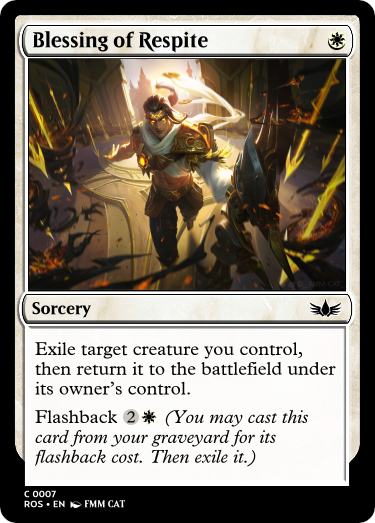 Blessing of Respite
Sorcery
Exile target creature you control,
then return it to the battlefield under
its owner's control.
Flashback 2 (You may cast this
card from your graveyard for its
flashback cost. Then exile it.)
C 0007
ROS • EN FMM CAT